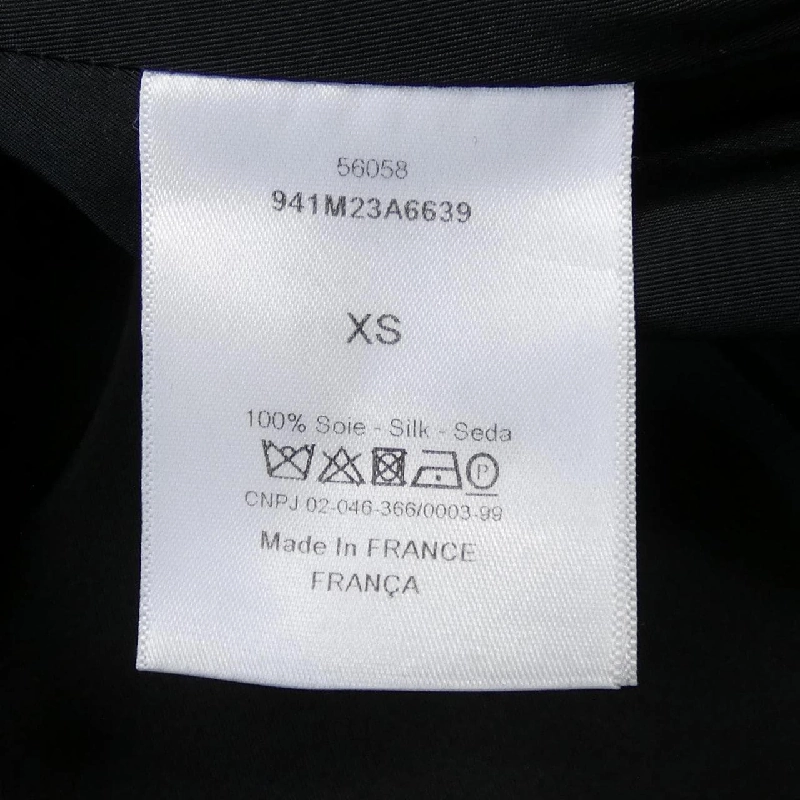 56058
941M23A6639
XS
100% Soie - Silk - Seda
P
CNPJ 02-046-366/0003-99
Made In FRANCE
FRANÇA